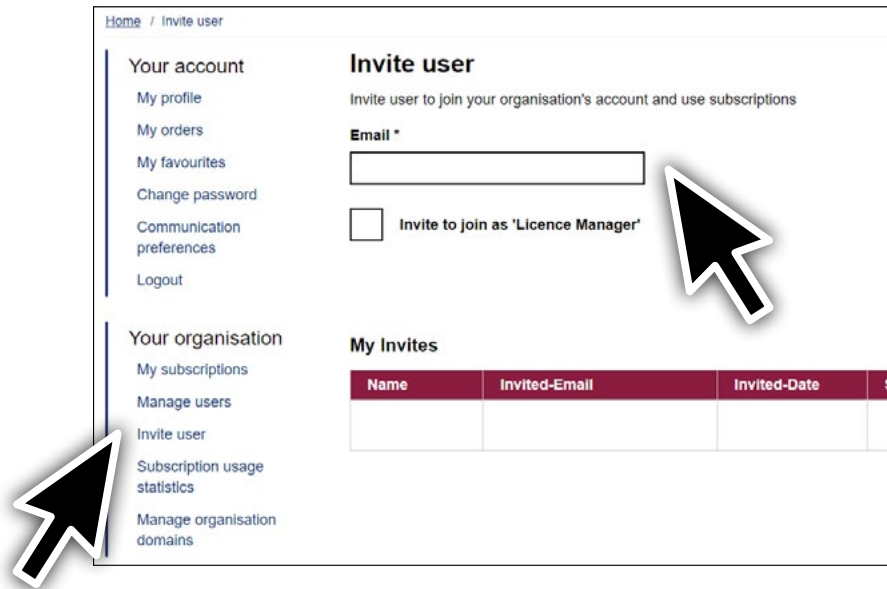 Home / Invite user
Your account
My profile
My orders
My favourites
Change password
Communication
preferences
Logout
Your organisation
My subscriptions
Manage users
Invite user
Subscription usage
statistics
Manage organisation
domains
Invite user
Invite user to join your organisation's account and use subscriptions
Email *
Invite to join as 'Licence Manager'
My Invites
Name Invited-Email Invited-Date